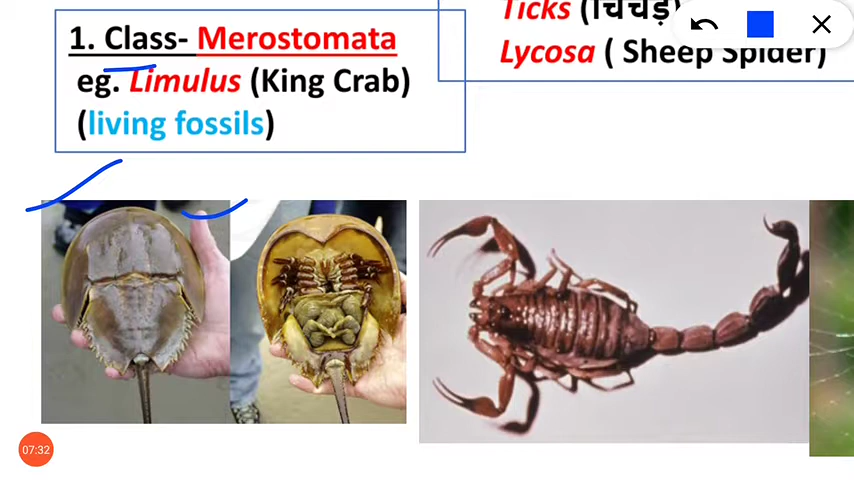 1. Class- Merostomata
eg. Limulus (King Crab)
(living fossils)
Ticks (चिचड़)
Lycosa ( Sheep Spider)
07:32